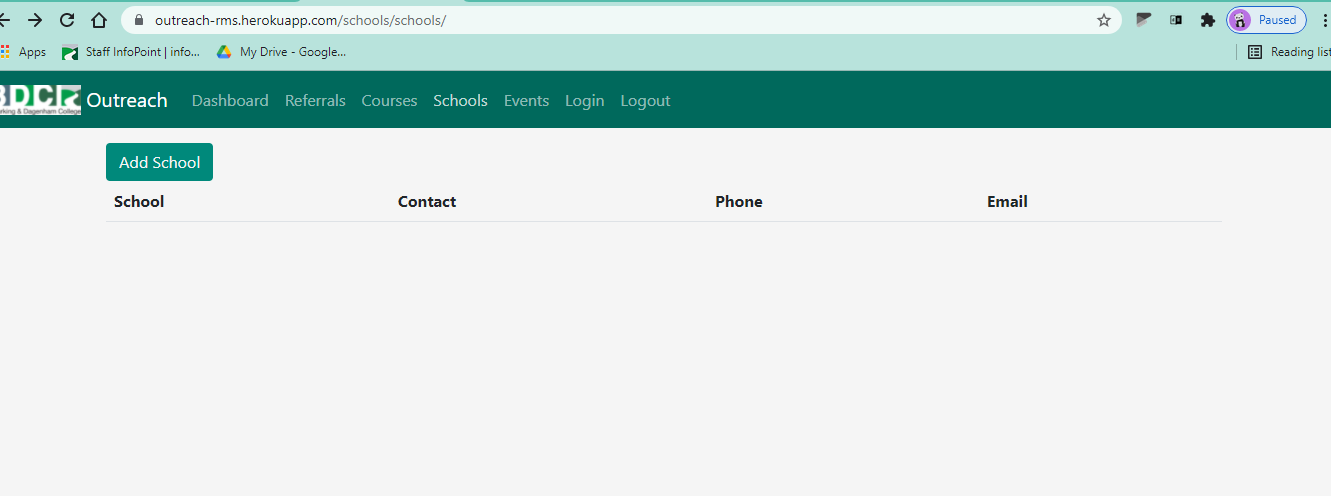 outreach-rms.herokuapp.com/schools/schools/
Paused
Apps
Staff InfoPoint | info...
My Drive - Google...
Reading list
BDC
rking & Dagenham College
Outreach
Dashboard
Referrals
Courses
Schools
Events
Login
Logout
Add School
School
Contact
Phone
Email